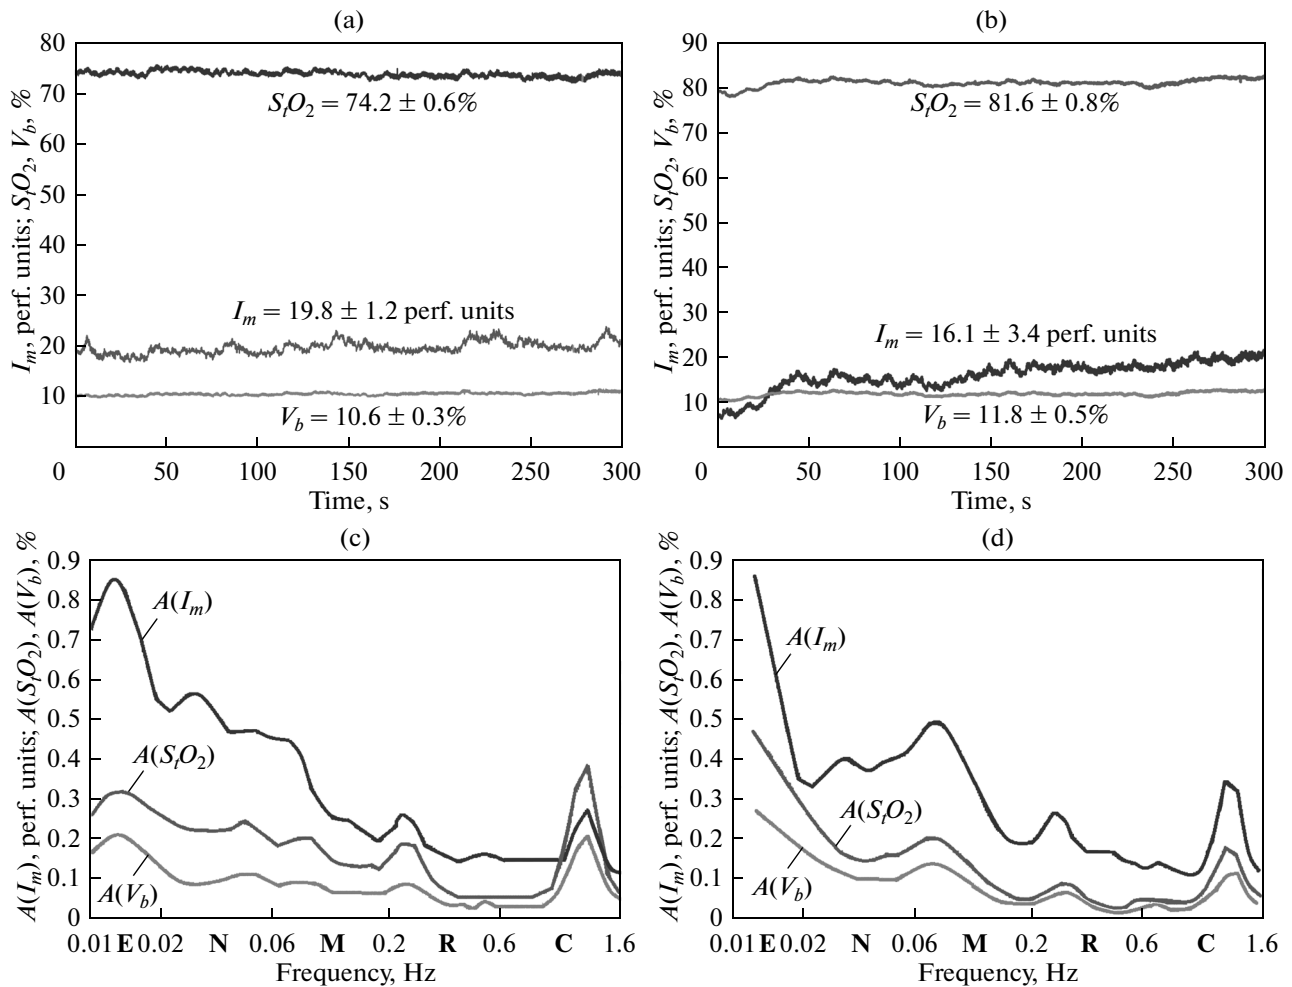 (a)
I_m, perf. units; S_tO_2, V_b, %
80
70
60
50
40
30
20
10
S_tO_2 = 74.2 ± 0.6%
I_m = 19.8 ± 1.2 perf. units
V_b = 10.6 ± 0.3%
0 50 100 150 200 250 300
Time, s
(b)
I_m, perf. units; S_tO_2, V_b, %
90
80
70
60
50
40
30
20
10
S_tO_2 = 81.6 ± 0.8%
I_m = 16.1 ± 3.4 perf. units
V_b = 11.8 ± 0.5%
0 50 100 150 200 250 300
Time, s
(c)
A(I_m), perf. units; A(S_tO_2), A(V_b), %
0.9
0.8
0.7
0.6
0.5
0.4
0.3
0.2
0.1
0
A(I_m)
A(S_tO_2)
A(V_b)
0.01 E 0.02 N 0.06 M 0.2 R 0.6 C 1.6
Frequency, Hz
(d)
A(I_m), perf. units; A(S_tO_2), A(V_b), %
0.9
0.8
0.7
0.6
0.5
0.4
0.3
0.2
0.1
0
A(I_m)
A(S_tO_2)
A(V_b)
0.01 E 0.02 N 0.06 M 0.2 R 0.6 C 1.6
Frequency, Hz